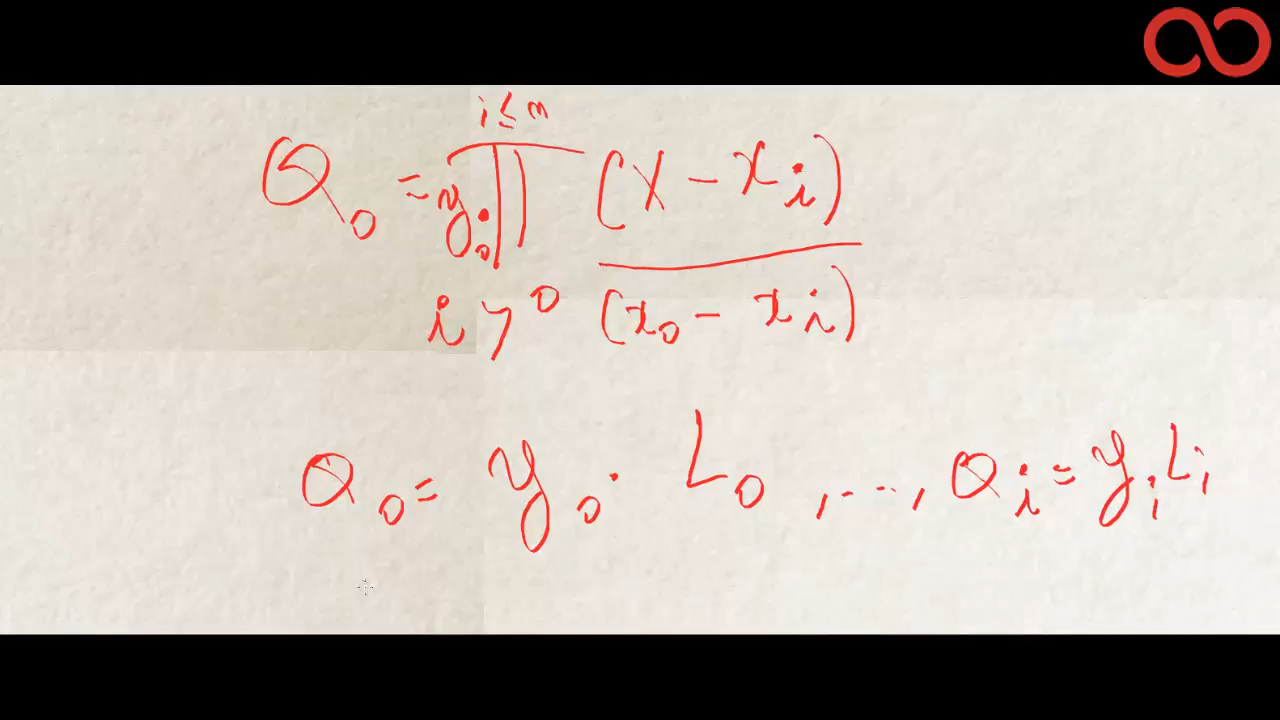 i ≤ n
Q₀ = y₀ ∏ (x - xᵢ)
i > 0 (x₀ - xᵢ)
Q₀ = y₀ · L₀ , ..., Qᵢ = yᵢ Lᵢ